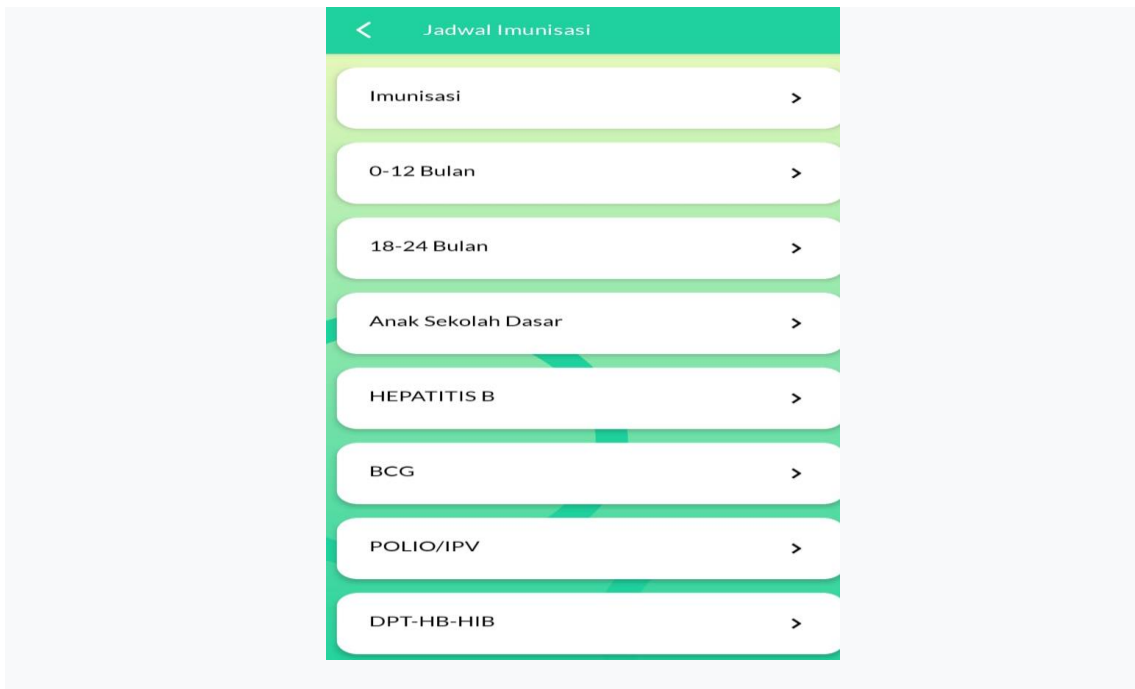 Jadwal Imunisasi
Imunisasi
0-12 Bulan
18-24 Bulan
Anak Sekolah Dasar
HEPATITIS B
BCG
POLIO/IPV
DPT-HB-HIB